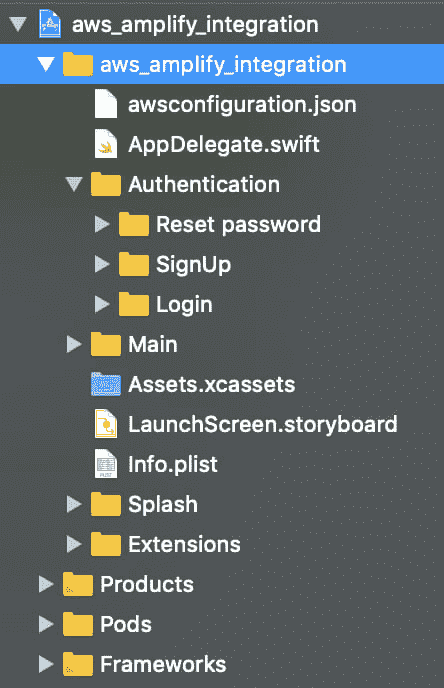 aws_amplify_integration
aws_amplify_integration
awsconfiguration.json
AppDelegate.swift
Authentication
Reset password
SignUp
Login
Main
Assets.xcassets
LaunchScreen.storyboard
Info.plist
Splash
Extensions
Products
Pods
Frameworks